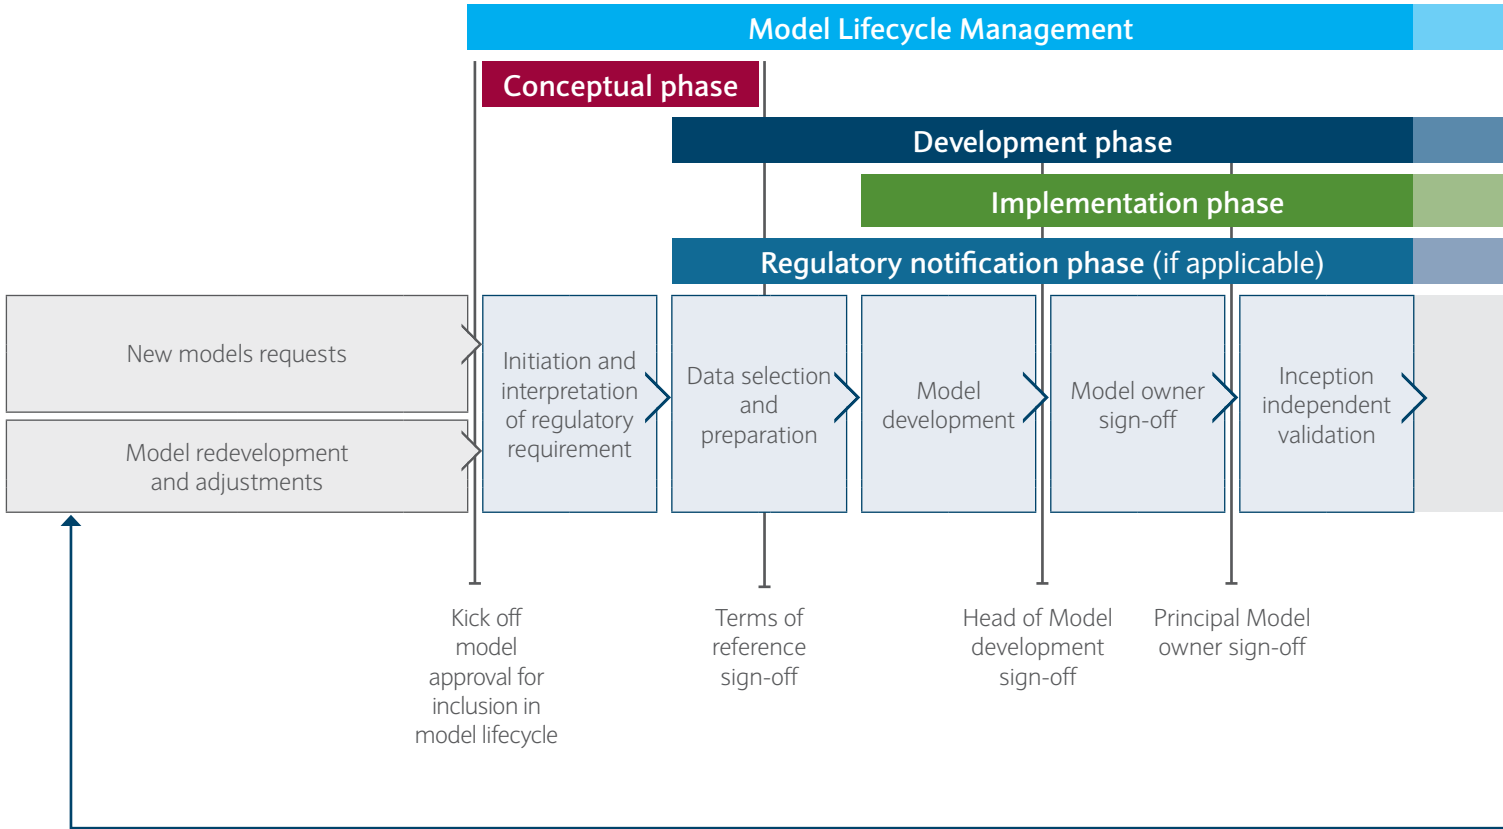 Model Lifecycle Management
Conceptual phase
Development phase
Implementation phase
Regulatory notification phase (if applicable)
New models requests
Model redevelopment
and adjustments
Initiation and
interpretation
of regulatory
requirement
Data selection
and
preparation
Model
development
Model owner
sign-off
Inception
independent
validation
Kick off
model
approval for
inclusion in
model lifecycle
Terms of
reference
sign-off
Head of Model
development
sign-off
Principal Model
owner sign-off